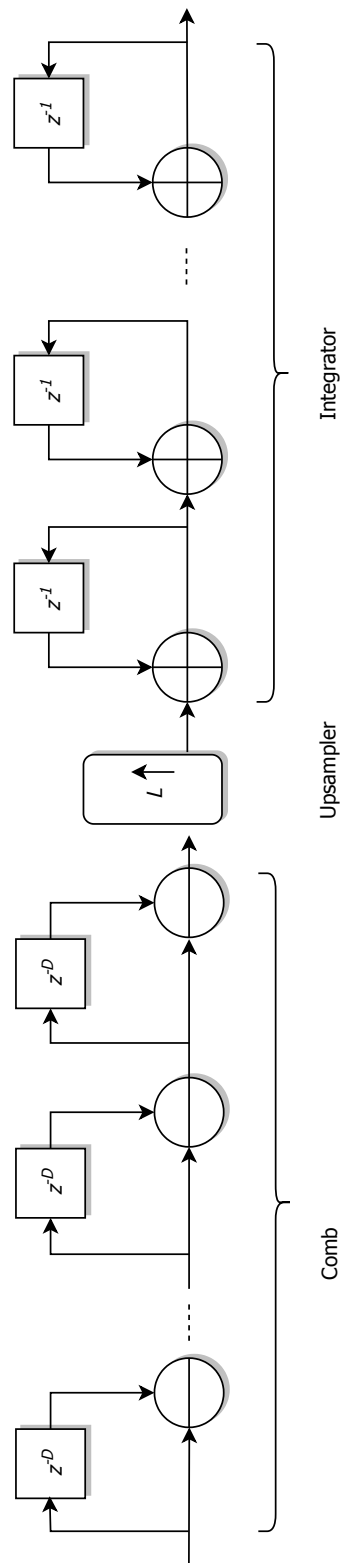 z⁻ᴰ
z⁻ᴰ
z⁻ᴰ
L ↑
z⁻¹
z⁻¹
z⁻¹
Comb
Upsampler
Integrator